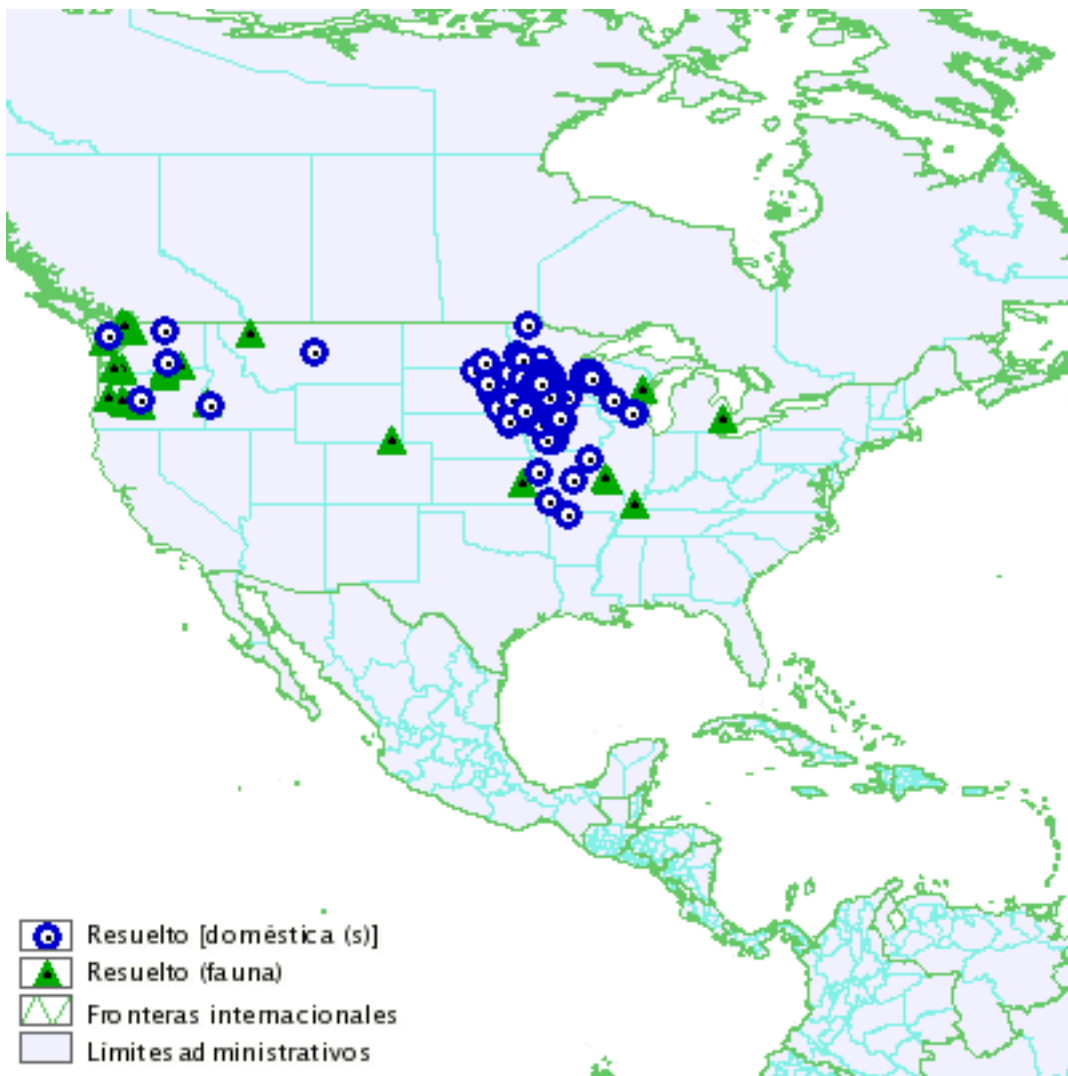 Resuelto [doméstica (s)]
Resuelto (fauna)
Fronteras internacionales
Límites administrativos